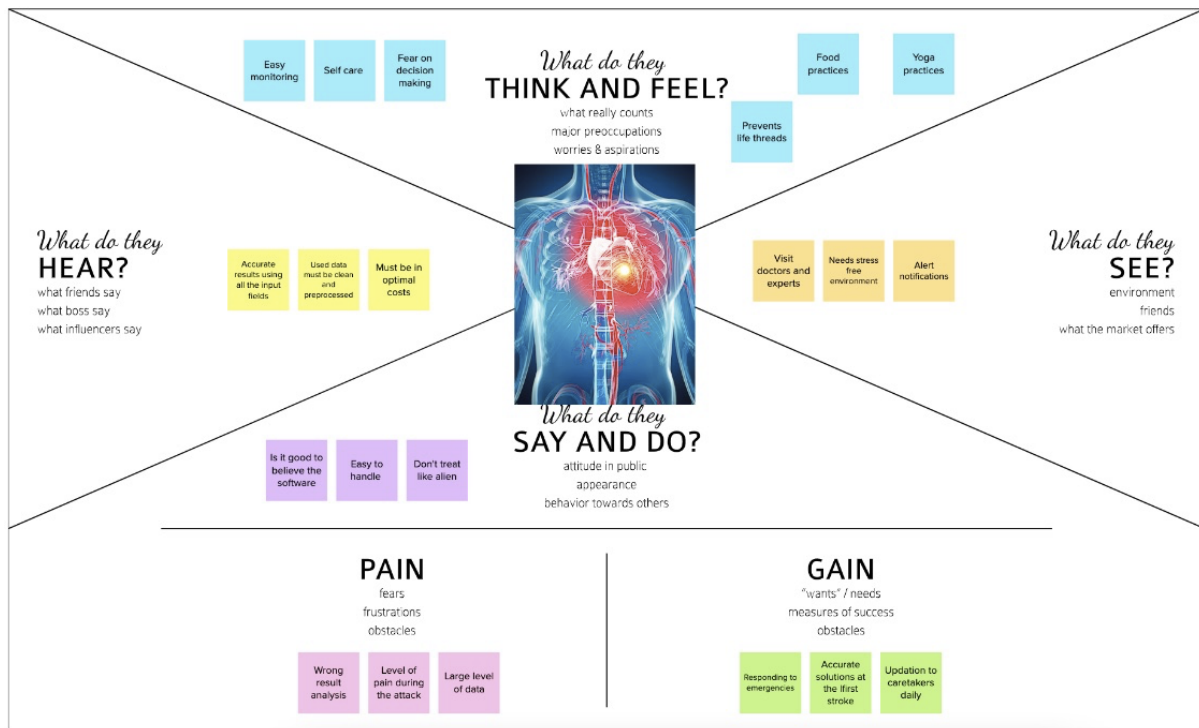 What do they
THINK AND FEEL?
what really counts
major preoccupations
worries & aspirations
Easy
monitoring
Self care
Fear on
decision
making
Food
practices
Yoga
practices
Prevents
life threads
What do they
HEAR?
what friends say
what boss say
what influencers say
Accurate
results using
all the input
fields
Used data
must be clean
and
preprocessed
Must be in
optimal
costs
Visit
doctors and
experts
Needs stress
free
environment
Alert
notifications
What do they
SEE?
environment
friends
what the market offers
What do they
SAY AND DO?
attitude in public
appearance
behavior towards others
Is it good to
believe the
software
Easy to
handle
Don't treat
like alien
PAIN
fears
frustrations
obstacles
Wrong
result
analysis
Level of
pain during
the attack
Large level
of data
GAIN
"wants" / needs
measures of success
obstacles
Responding to
emergencies
Accurate
solutions at
the Ifirst
stroke
Updation to
caretakers
daily